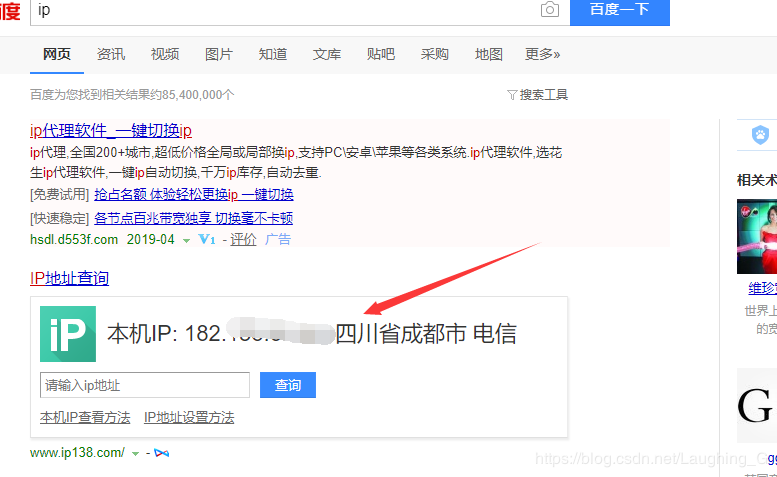 百度
ip
百度一下
网页 资讯 视频 图片 知道 文库 贴吧 采购 地图 更多»
百度为您找到相关结果约85,400,000个
搜索工具
ip代理软件_一键切换ip
ip代理,全国200+城市,超低价格全局或局部换ip,支持PC\安卓\苹果等各类系统.ip代理软件,选花
生ip代理软件,一键ip自动切换,千万ip库存,自动去重.
[免费试用] 抢占名额 体验轻松更换ip 一键切换
[快速稳定] 各节点百兆带宽独享 切换毫不卡顿
hsdl.d553f.com 2019-04 V1 - 评价 广告
相关术
IP地址查询
iP
本机IP: 182. 四川省成都市 电信
请输入ip地址
查询
本机IP查看方法 IP地址设置方法
www.ip138.com/ -
维珍
世界上
的宽
G
https://blog.csdn.net/Laughing_G